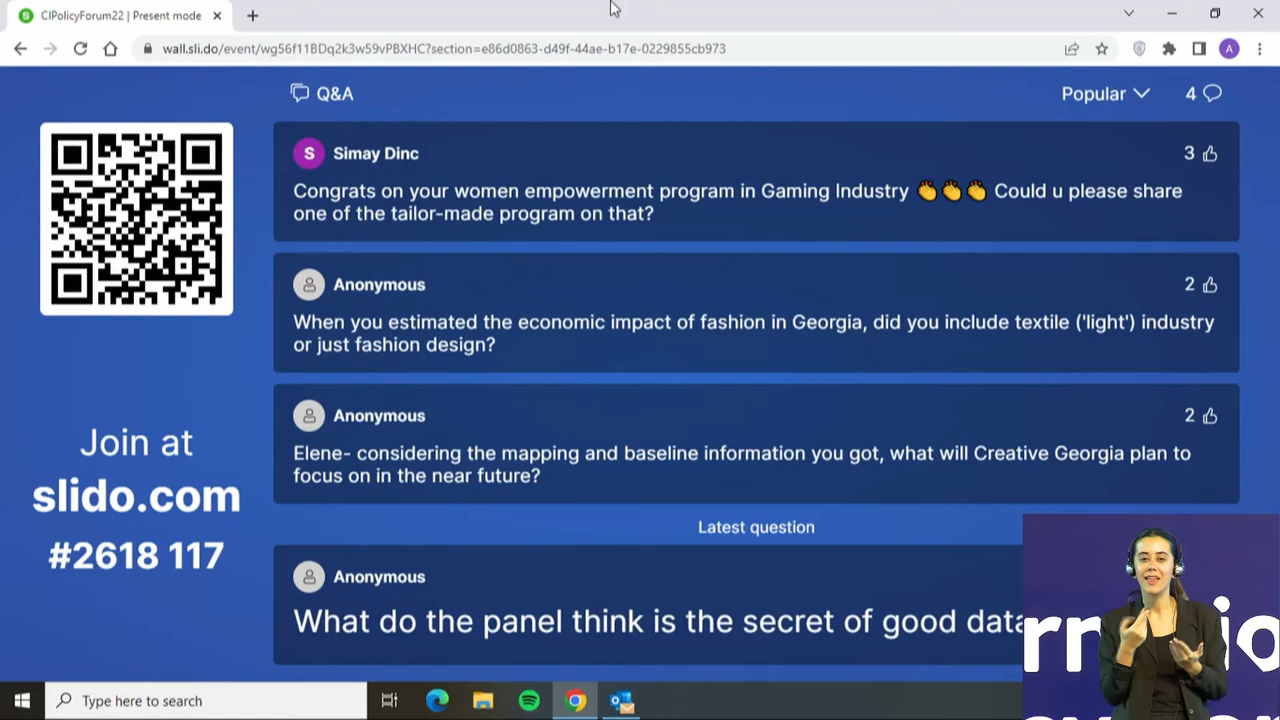 CIPolicyForum22 | Present mode
wall.sli.do/event/wg56f11BDq2k3w59vPBXHC?section=e86d0863-d49f-44ae-b17e-0229855cb973
A
Q&A
Popular
4
S
Simay Dinc
3
Congrats on your women empowerment program in Gaming Industry 👏👏👏 Could u please share
one of the tailor-made program on that?
Anonymous
2
When you estimated the economic impact of fashion in Georgia, did you include textile ('light') industry
or just fashion design?
Anonymous
2
Elene- considering the mapping and baseline information you got, what will Creative Georgia plan to
focus on in the near future?
Join at
slido.com
#2618 117
Latest question
Anonymous
What do the panel think is the secret of good data
Type here to search